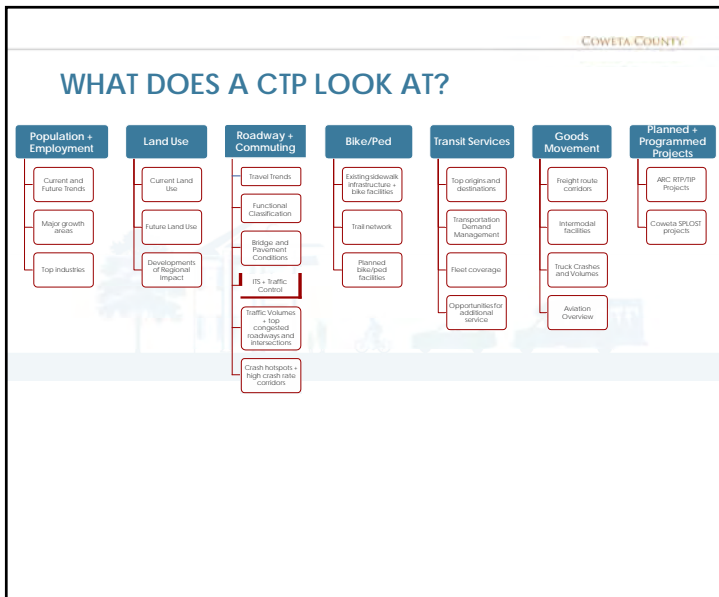 COWETA COUNTY
WHAT DOES A CTP LOOK AT?
Population +
Employment
Current and
Future Trends
Major growth
areas
Top Industries
Land Use
Current Land
Use
Future Land Use
Developments
of Regional
Impact
Roadway +
Commuting
Travel Trends
Functional
Classification
Bridge and
Pavement
Conditions
ITS + Traffic
Control
Traffic Volumes
+ top
congested
roadways and
intersections
Crash hotspots +
high crash rate
corridors
Bike/Ped
Existing sidewalk
infrastructure +
bike facilities
Trail network
Planned
bike/ped
facilities
Transit Services
Top origins and
destinations
Transportation
Demand
Management
Fleet coverage
Opportunities for
additional
service
Goods
Movement
Freight route
corridors
Intermodal
facilities
Truck Crashes
and Volumes
Aviation
Overview
Planned +
Programmed
Projects
ARC RTP/TIP
Projects
Coweta SPLOST
projects